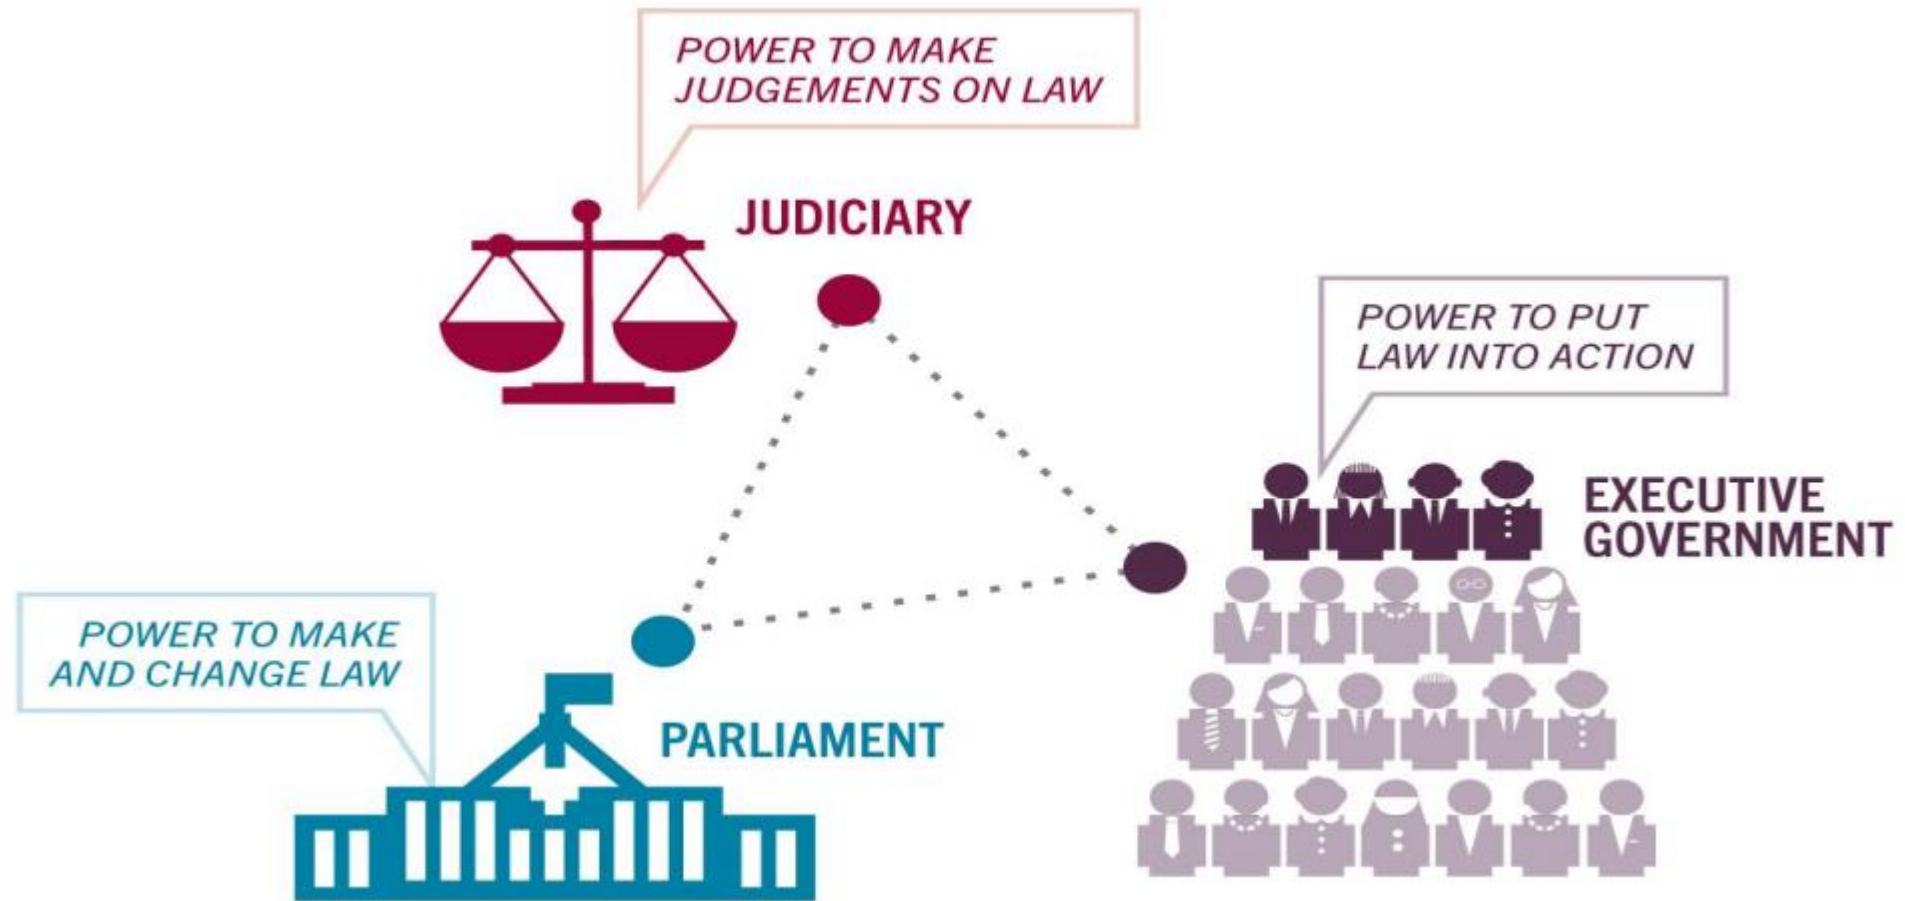 POWER TO MAKE
JUDGEMENTS ON LAW
JUDICIARY
POWER TO PUT
LAW INTO ACTION
EXECUTIVE
GOVERNMENT
POWER TO MAKE
AND CHANGE LAW
PARLIAMENT